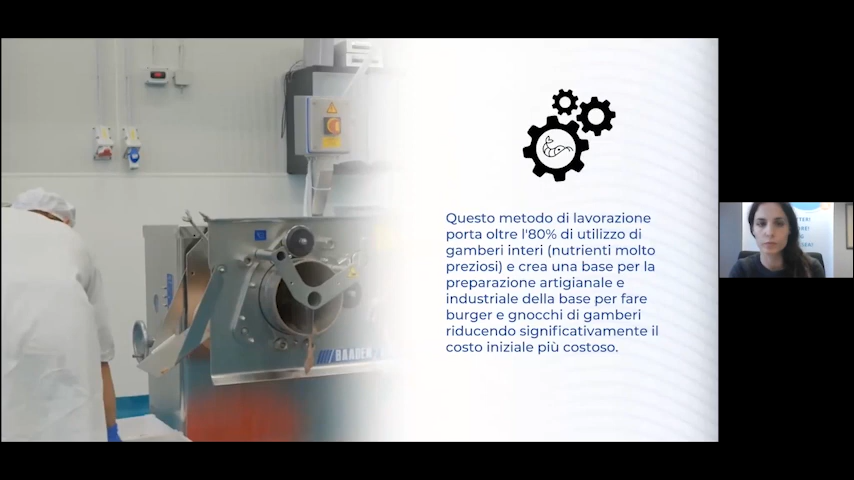 Questo metodo di lavorazione
porta oltre l'80% di utilizzo di
gamberi interi (nutrienti molto
preziosi) e crea una base per la
preparazione artigianale e
industriale della base per fare
burger e gnocchi di gamberi
riducendo significativamente il
costo iniziale più costoso.
BAADER